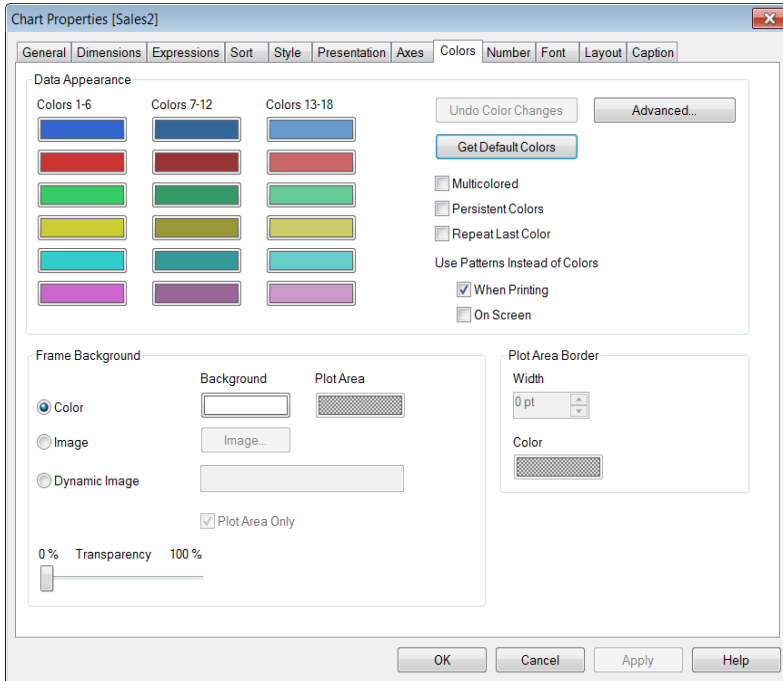 Chart Properties [Sales2]
General Dimensions Expressions Sort Style Presentation Axes Colors Number Font Layout Caption
Data Appearance
Colors 1-6 Colors 7-12 Colors 13-18
Undo Color Changes Advanced...
Get Default Colors
Multicolored
Persistent Colors
Repeat Last Color
Use Patterns Instead of Colors
When Printing
On Screen
Frame Background
Background Plot Area
Color
Image Image...
Dynamic Image
Plot Area Only
0 % Transparency 100 %
Plot Area Border
Width
0 pt
Color
OK Cancel Apply Help